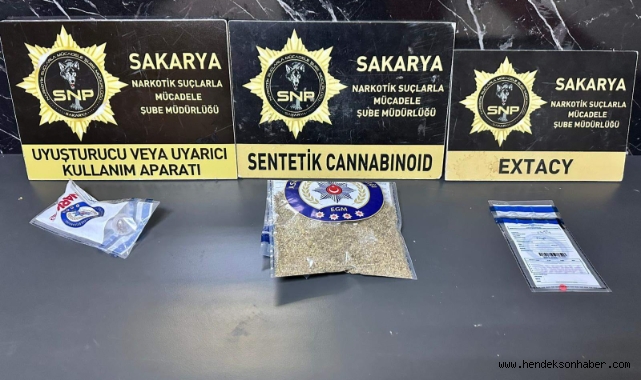 SAKARYA
NARKOTİK SUÇLARLA
MÜCADELE
ŞUBE MÜDÜRLÜĞÜ
SNP
UYUŞTURUCU VEYA UYARICI
KULLANIM APARATI
SAKARYA
NARKOTİK SUÇLARLA
MÜCADELE
ŞUBE MÜDÜRLÜĞÜ
SNP
SENTETİK CANNABINOID
SAKARYA
NARKOTİK SUÇLARLA
MÜCADELE
ŞUBE MÜDÜRLÜĞÜ
SNP
EXTACY
EGM
www.hendeksonhaber.com